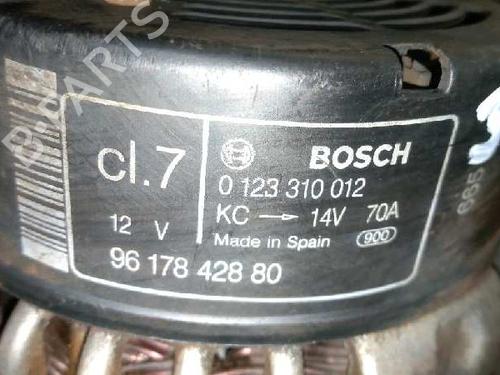 B-PARTS
cl.7
12 V
BOSCH
0 123 310 012
KC → 14V 70A
Made in Spain 900
96 178 428 80